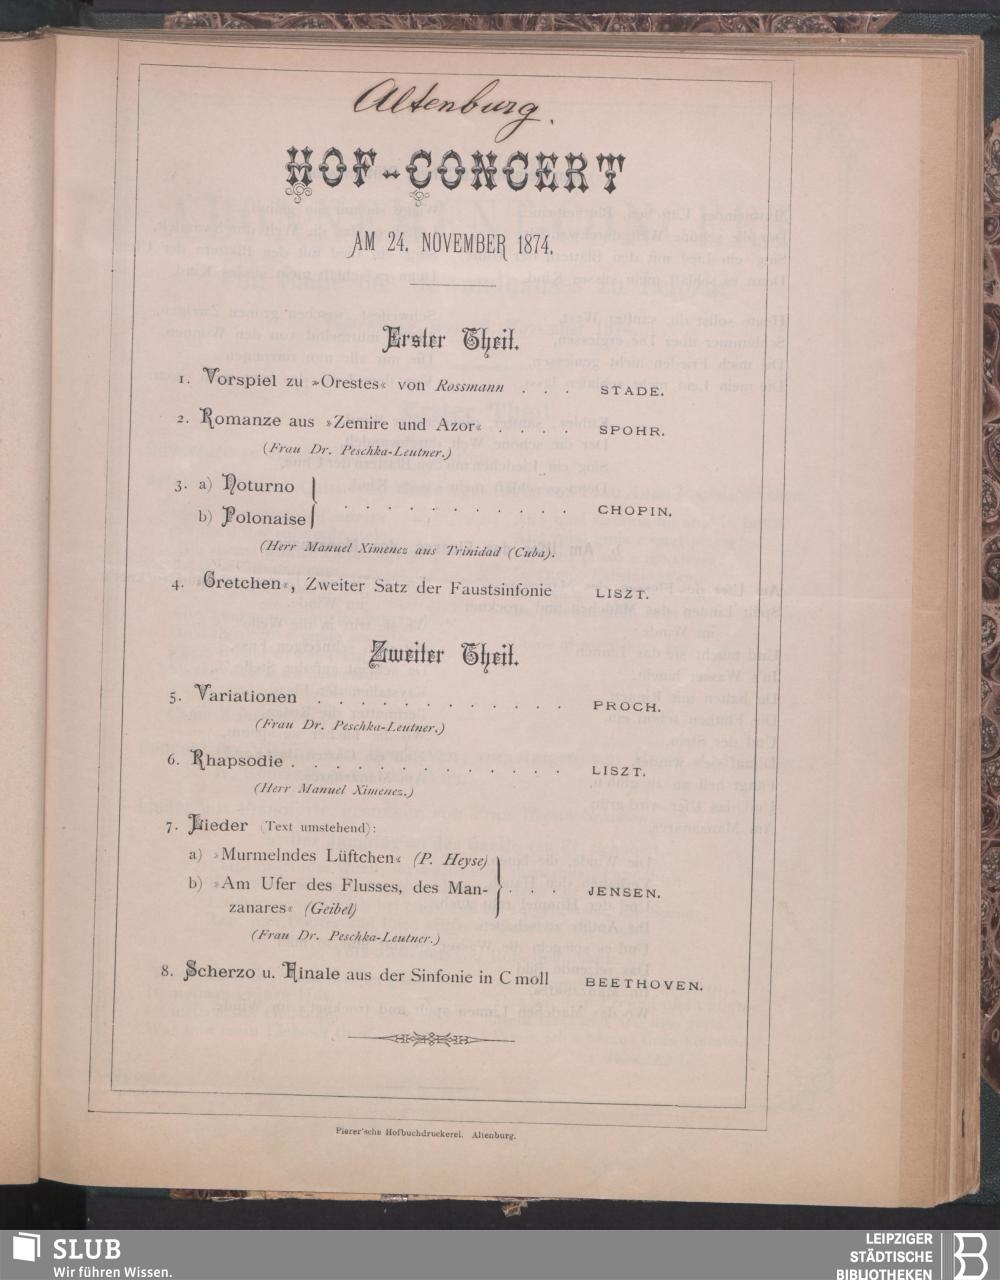 Altenburg.
HOF-CONCERT
AM 24. NOVEMBER 1874.
Erster Theil.
1. Vorspiel zu »Orestes« von Rossmann . . . STADE.
2. Romanze aus »Zemire und Azor« . . . . SPOHR.
(Frau Dr. Peschka-Leutner.)
3. a) Noturno
b) Polonaise . . . . . . . . . . . CHOPIN.
(Herr Manuel Ximenez aus Trinidad (Cuba).
4. Gretchen«, Zweiter Satz der Faustsinfonie LISZT.
Zweiter Theil.
5. Variationen . . . . . . . . . . . . PROCH.
(Frau Dr. Peschka-Leutner.)
6. Rhapsodie . . . . . . . . . . . . . LISZT.
(Herr Manuel Ximenez.)
7. Lieder (Text umstehend):
a) »Murmelndes Lüftchen« (P. Heyse)
b) »Am Ufer des Flusses, des Man- . . . JENSEN.
zanares« (Geibel)
(Frau Dr. Peschka-Leutner.)
8. Scherzo u. Finale aus der Sinfonie in C moll BEETHOVEN.
Pierer'sche Hofbuchdruckerei. Altenburg.
SLUB
Wir führen Wissen.
LEIPZIGER
STÄDTISCHE
BIBLIOTHEKEN